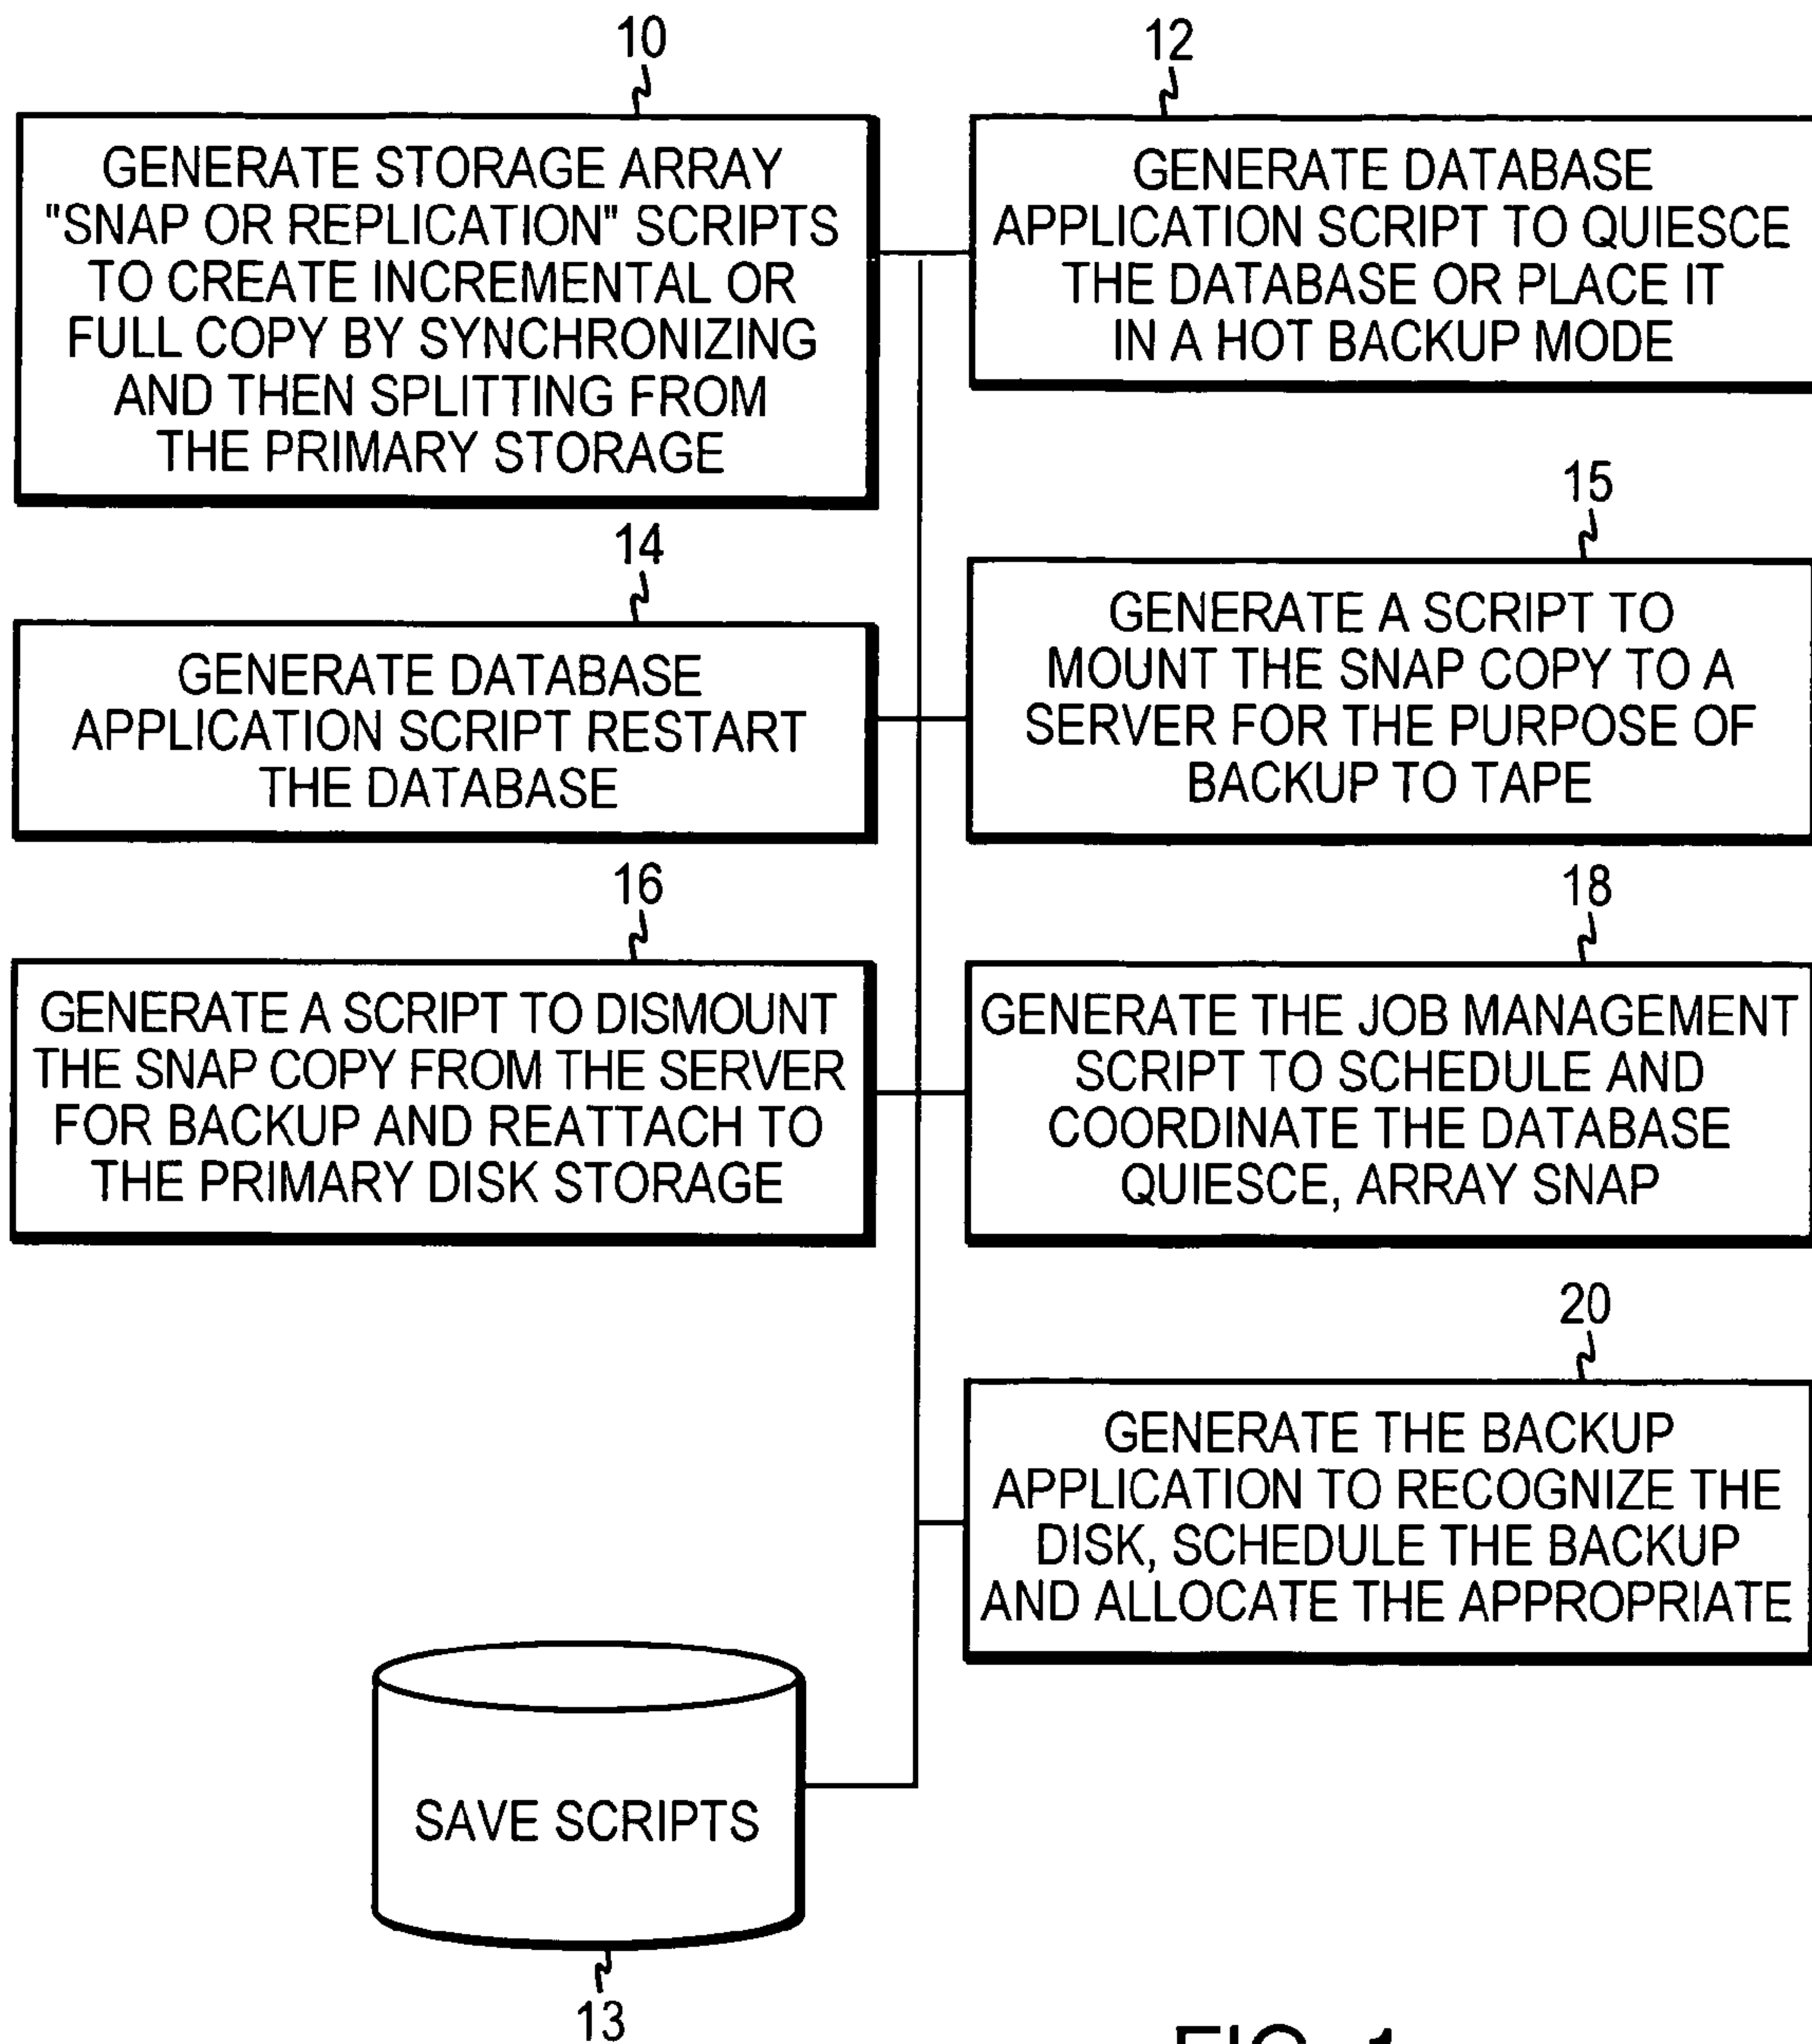 10
GENERATE STORAGE ARRAY
"SNAP OR REPLICATION" SCRIPTS
TO CREATE INCREMENTAL OR
FULL COPY BY SYNCHRONIZING
AND THEN SPLITTING FROM
THE PRIMARY STORAGE
12
GENERATE DATABASE
APPLICATION SCRIPT TO QUIESCE
THE DATABASE OR PLACE IT
IN A HOT BACKUP MODE
14
GENERATE DATABASE
APPLICATION SCRIPT RESTART
THE DATABASE
15
GENERATE A SCRIPT TO
MOUNT THE SNAP COPY TO A
SERVER FOR THE PURPOSE OF
BACKUP TO TAPE
16
GENERATE A SCRIPT TO DISMOUNT
THE SNAP COPY FROM THE SERVER
FOR BACKUP AND REATTACH TO
THE PRIMARY DISK STORAGE
18
GENERATE THE JOB MANAGEMENT
SCRIPT TO SCHEDULE AND
COORDINATE THE DATABASE
QUIESCE, ARRAY SNAP
20
GENERATE THE BACKUP
APPLICATION TO RECOGNIZE THE
DISK, SCHEDULE THE BACKUP
AND ALLOCATE THE APPROPRIATE
SAVE SCRIPTS
13
FIG. 1